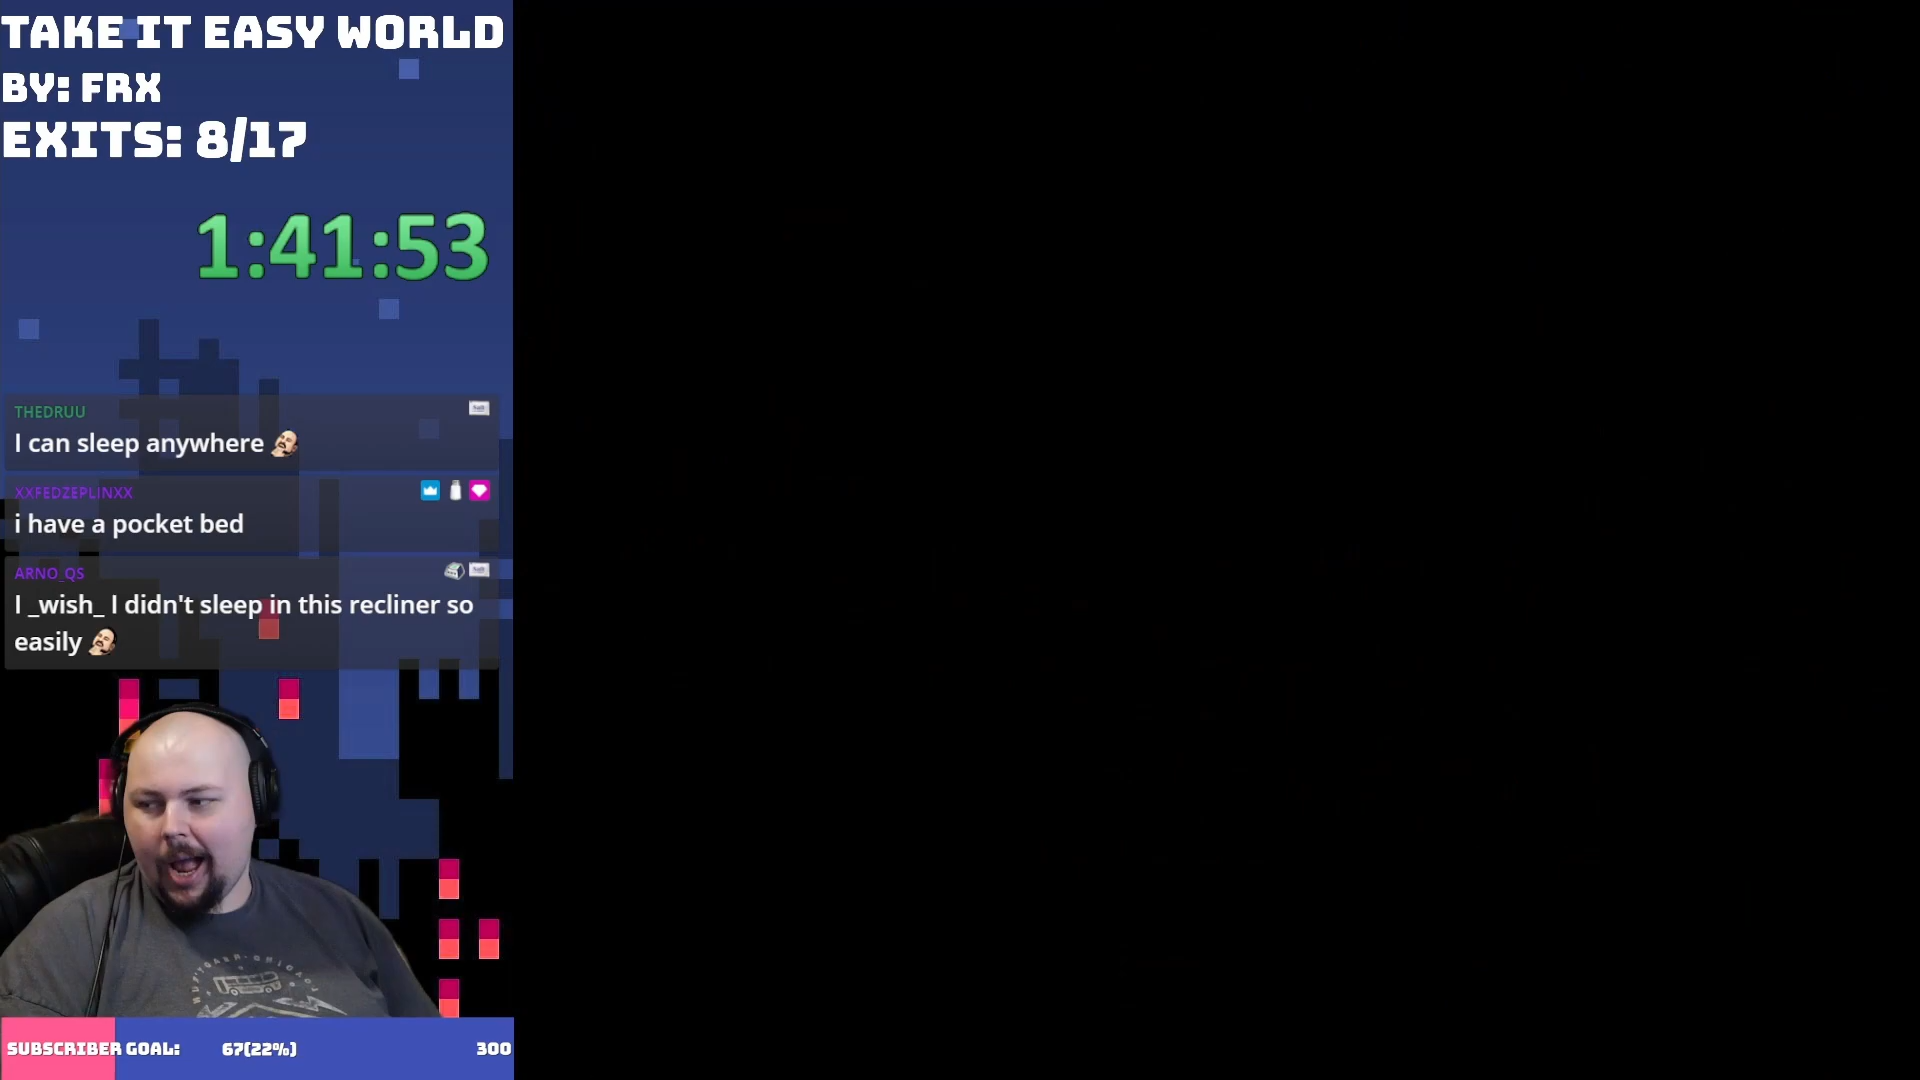 TAKE IT EASY WORLD
BY: FRX
EXITS: 8/17
1:41:53
THEDRUU
I can sleep anywhere
XXFEDZEPLINXX
i have a pocket bed
ARNO_QS
I _wish_ I didn't sleep in this recliner so
easily
SUBSCRIBER GOAL: 67(22%) 300